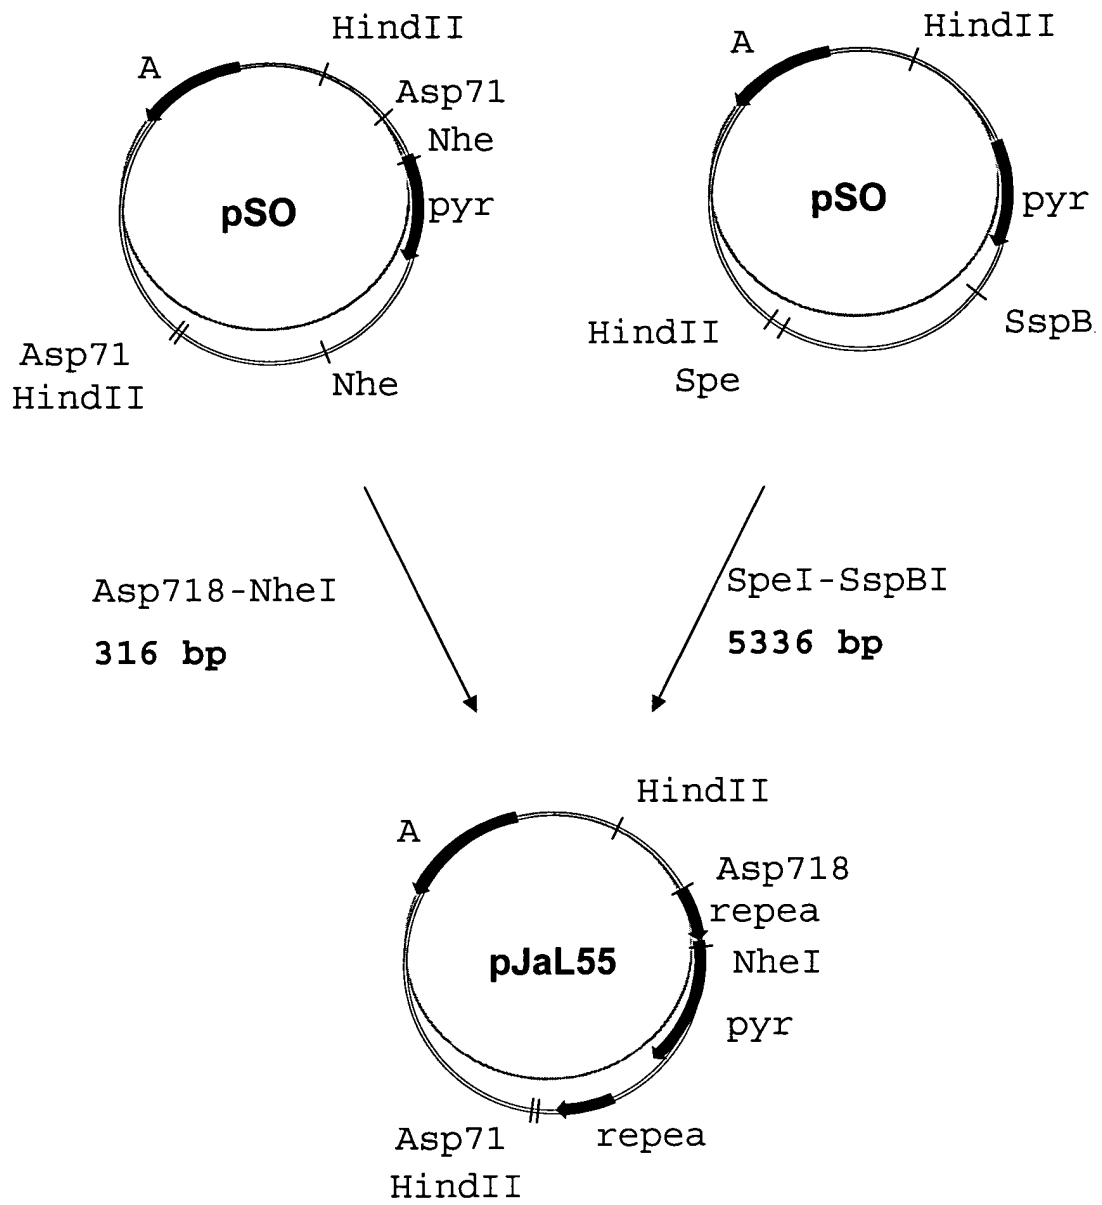 HindII
A
Asp71
Nhe
pSO
pyr
Asp71
HindII
Nhe
HindII
A
pSO
pyr
SspB
HindII
Spe
Asp718-NheI
316 bp
SpeI-SspBI
5336 bp
HindII
A
Asp718
repea
pJaL55
NheI
pyr
Asp71
repea
HindII